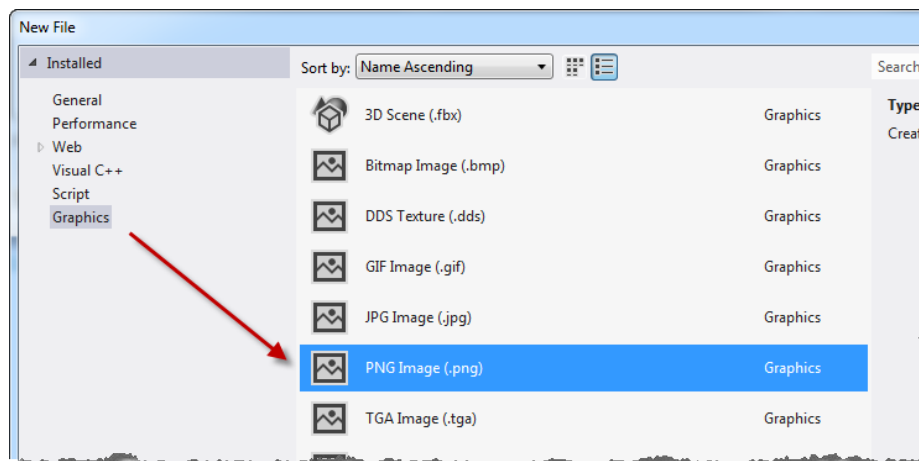 New File
Installed
General
Performance
Web
Visual C++
Script
Graphics
Sort by: Name Ascending
Search
3D Scene (.fbx) Graphics
Bitmap Image (.bmp) Graphics
DDS Texture (.dds) Graphics
GIF Image (.gif) Graphics
JPG Image (.jpg) Graphics
PNG Image (.png) Graphics
TGA Image (.tga) Graphics
Type
Creat